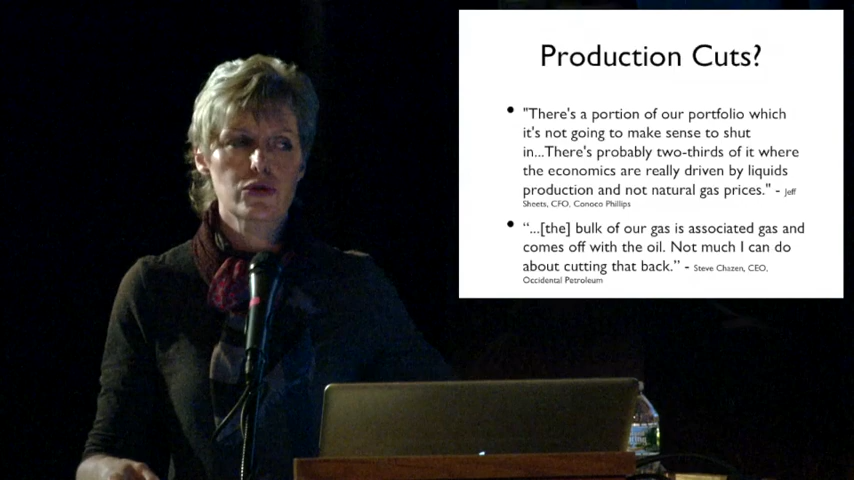 Production Cuts?
• "There's a portion of our portfolio which
it's not going to make sense to shut
in...There's probably two-thirds of it where
the economics are really driven by liquids
production and not natural gas prices." - Jeff
Sheets, CFO, Conoco Phillips
• “...[the] bulk of our gas is associated gas and
comes off with the oil. Not much I can do
about cutting that back.” - Steve Chazen, CEO,
Occidental Petroleum